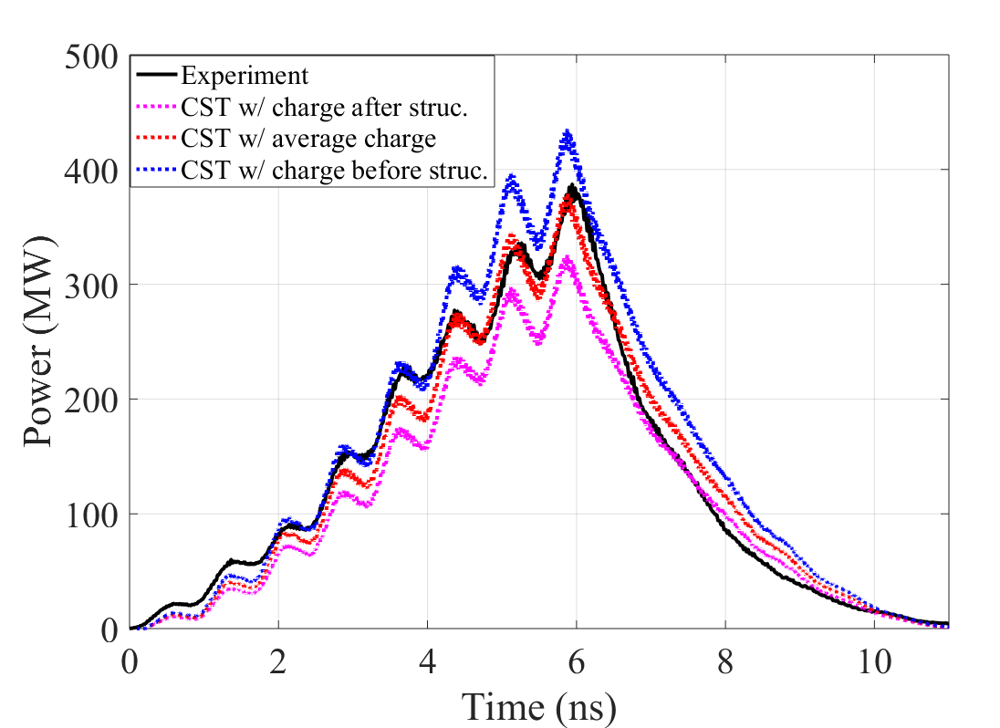 500
400
300
200
100
0
Power (MW)
Experiment
CST w/ charge after struc.
CST w/ average charge
CST w/ charge before struc.
0 2 4 6 8 10
Time (ns)